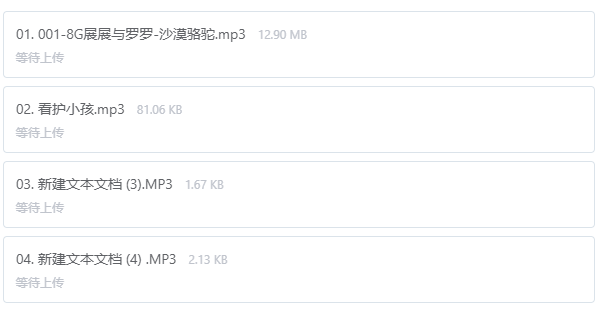 01. 001-8G展展与罗罗-沙漠骆驼.mp3 12.90 MB
等待上传
02. 看护小孩.mp3 81.06 KB
等待上传
03. 新建文本文档 (3).MP3 1.67 KB
等待上传
04. 新建文本文档 (4) .MP3 2.13 KB
等待上传